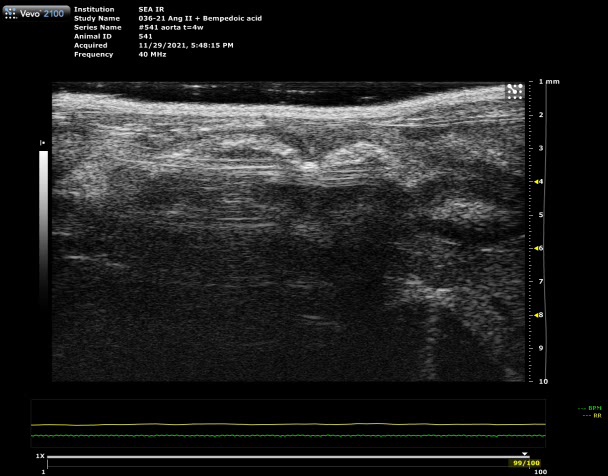 Vevo 2100
Institution SEA IR
Study Name 036-21 Ang II + Bempedoic acid
Series Name #541 aorta t=4w
Animal ID 541
Acquired 11/29/2021, 5:48:15 PM
Frequency 40 MHz
1 mm
2
3
4
5
6
7
8
9
10
BPM
RR
1X
99/100
1 100